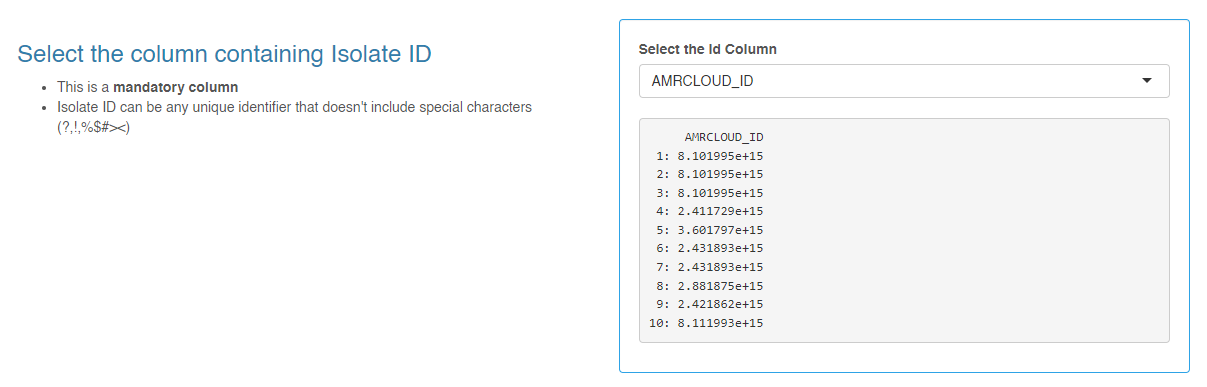 Select the column containing Isolate ID
• This is a mandatory column
• Isolate ID can be any unique identifier that doesn't include special characters
(?,!,%$#><)
Select the Id Column
AMRCLOUD_ID
AMRCLOUD_ID
1: 8.101995e+15
2: 8.101995e+15
3: 8.101995e+15
4: 2.411729e+15
5: 3.601797e+15
6: 2.431893e+15
7: 2.431893e+15
8: 2.881875e+15
9: 2.421862e+15
10: 8.111993e+15